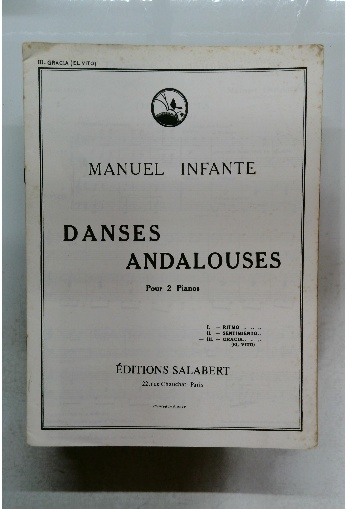 III. GRACIA (EL VITO)
MANUEL INFANTE
DANSES
ANDALOUSES
Pour 2 Pianos
I. — RITMO . . . .
II. — SENTIMIENTO..
— III. — GRACIA. . . .
(EL VITO)
ÉDITIONS SALABERT
22, rue Chauchat Paris